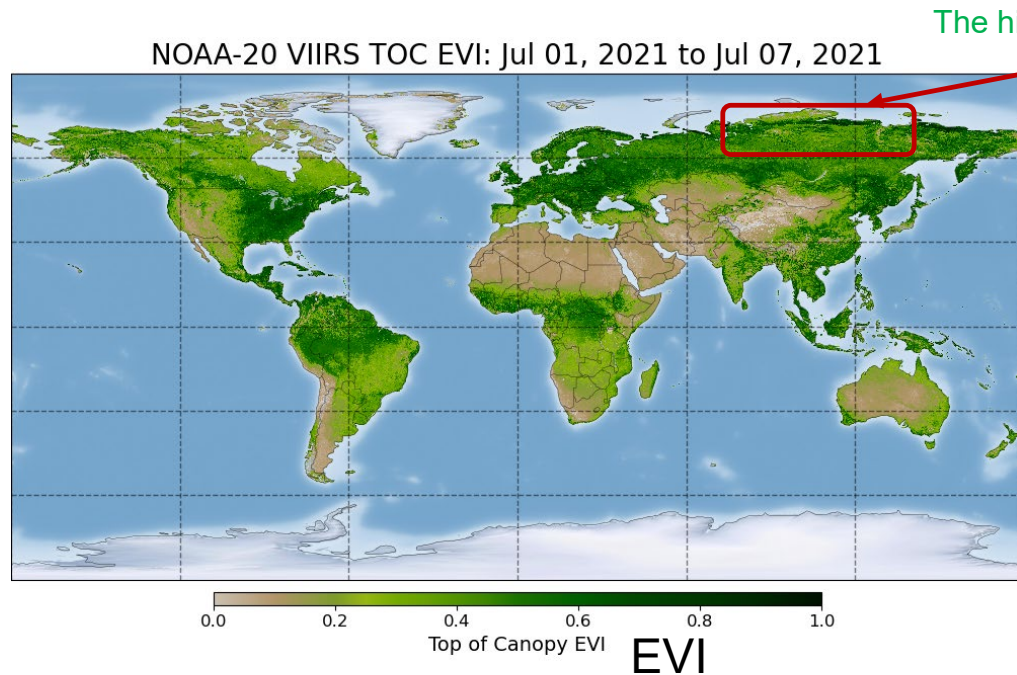 The hi
NOAA-20 VIIRS TOC EVI: Jul 01, 2021 to Jul 07, 2021
0.0 0.2 0.4 0.6 0.8 1.0
Top of Canopy EVI
EVI